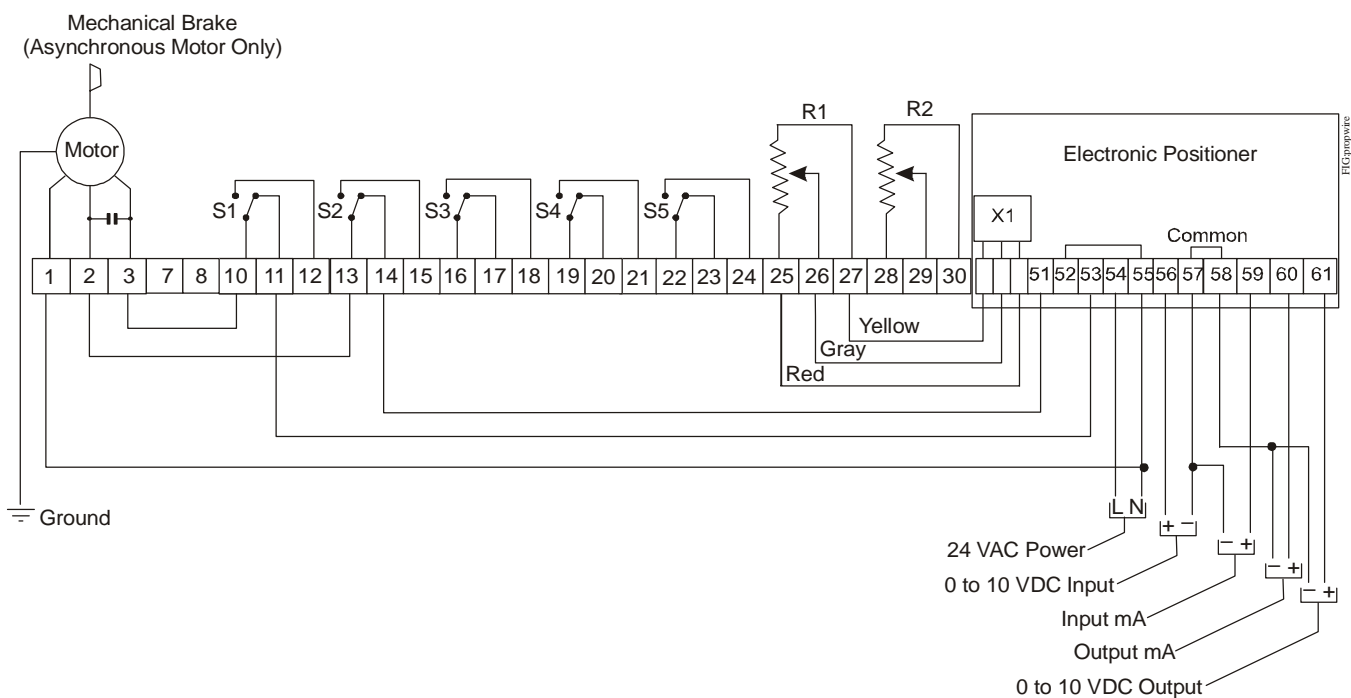 Mechanical Brake
(Asynchronous Motor Only)
Motor
R1
R2
Electronic Positioner
FIG:propwire
X1
Common
S1
S2
S3
S4
S5
1 2 3 7 8 10 11 12 13 14 15 16 17 18 19 20 21 22 23 24 25 26 27 28 29 30 51 52 53 54 55 56 57 58 59 60 61
Yellow
Gray
Red
Ground
L N
24 VAC Power
+ −
0 to 10 VDC Input
− +
Input mA
− +
Output mA
− +
0 to 10 VDC Output